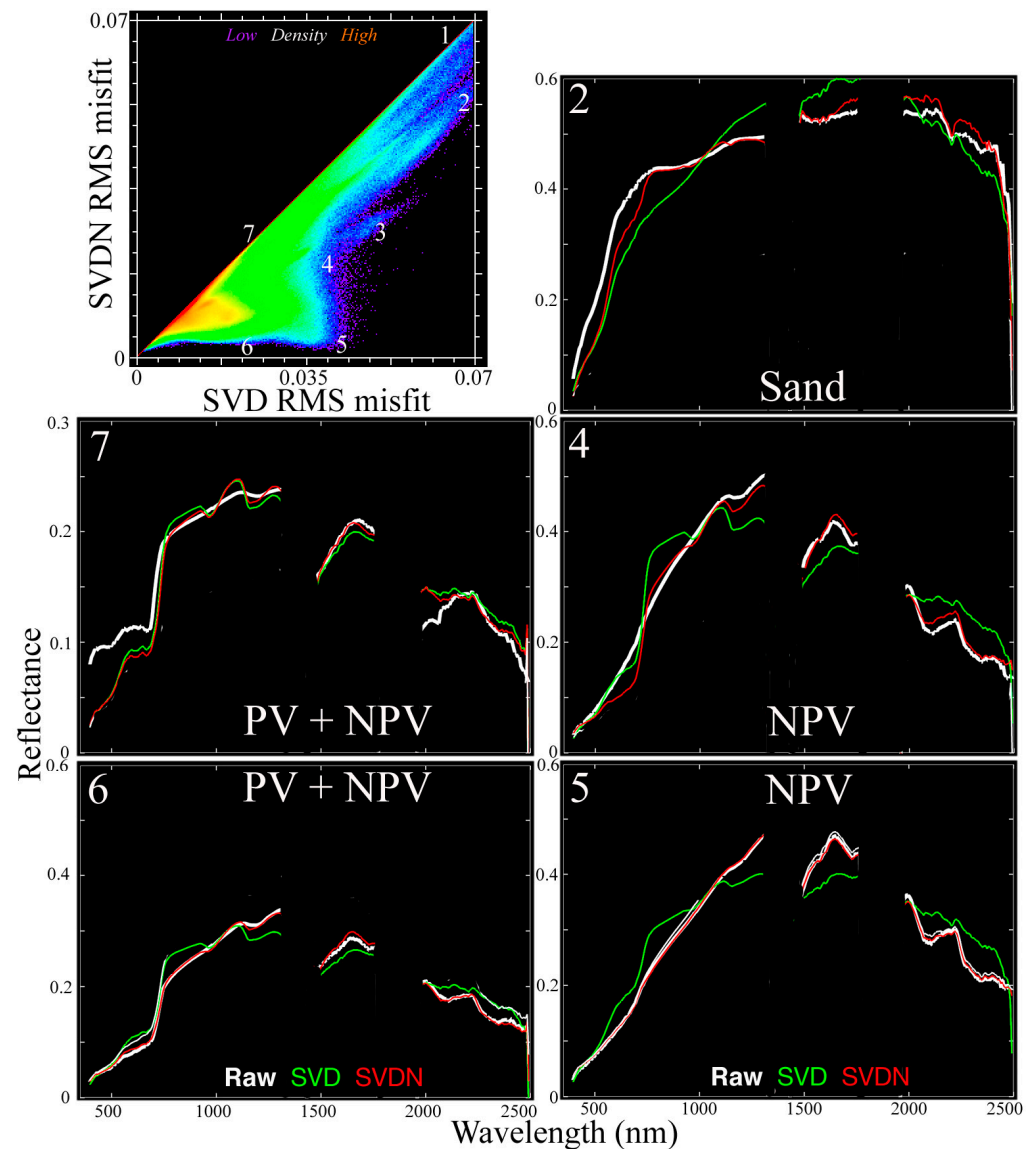 0.07
Low Density High
1
2
3
4
7
6
5
SVDN RMS misfit
0
0 0.035 0.07
SVD RMS misfit
0.6
2
0.4
0.2
0
Sand
0.3
7
0.2
0.1
0
PV + NPV
0.6
4
0.4
0.2
0
NPV
Reflectance
0.6
6
PV + NPV
0.4
0.2
0
Raw SVD SVDN
500 1000 1500 2000 2500
0.6
5
NPV
0.4
0.2
0
Raw SVD SVDN
500 1000 1500 2000 2500
Wavelength (nm)